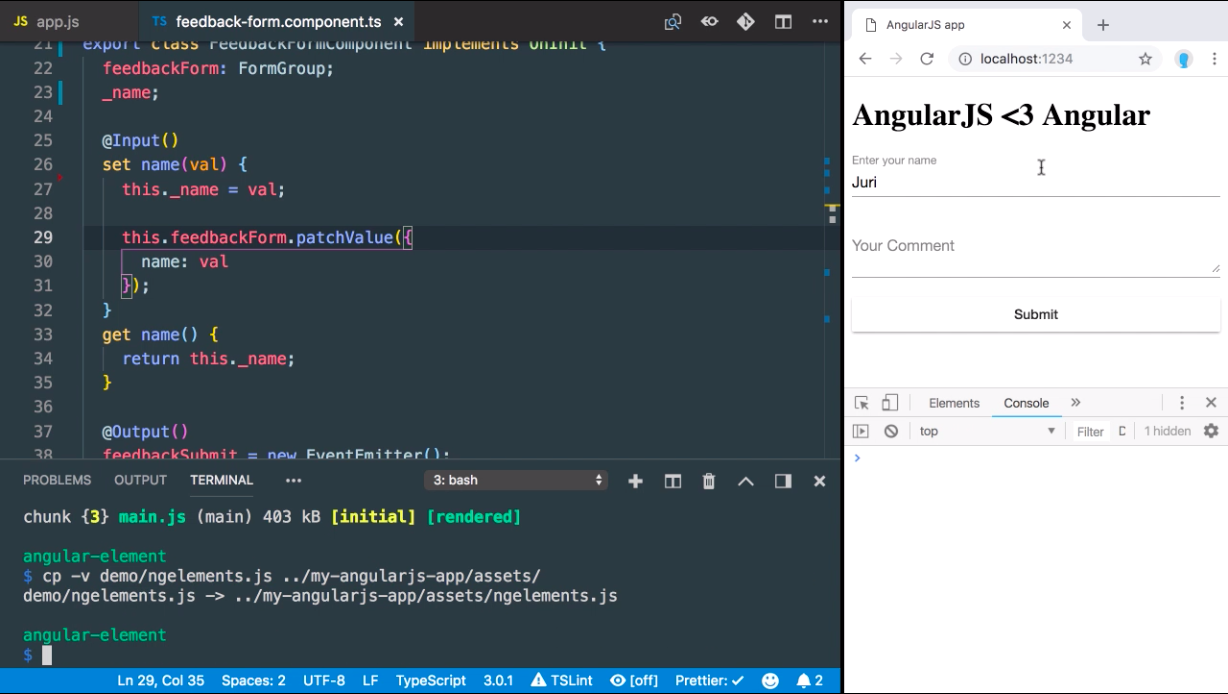 JS app.js
TS feedback-form.component.ts ×
21 export class FeedbackFormComponent implements OnInit {
22 feedbackForm: FormGroup;
23 _name;
24
25 @Input()
26 set name(val) {
27 this._name = val;
28
29 this.feedbackForm.patchValue({
30 name: val
31 });
32 }
33 get name() {
34 return this._name;
35 }
36
37 @Output()
38 feedbackSubmit = new EventEmitter();
PROBLEMS OUTPUT TERMINAL ••• 3: bash
chunk {3} main.js (main) 403 kB [initial] [rendered]
angular-element
$ cp -v demo/ngelements.js ../my-angularjs-app/assets/
demo/ngelements.js -> ../my-angularjs-app/assets/ngelements.js
angular-element
$
Ln 29, Col 35 Spaces: 2 UTF-8 LF TypeScript 3.0.1 TSLint [off] Prettier: ✓ 2
AngularJS app
localhost:1234
AngularJS <3 Angular
Enter your name
Juri
Your Comment
Submit
Elements Console »
top Filter 1 hidden